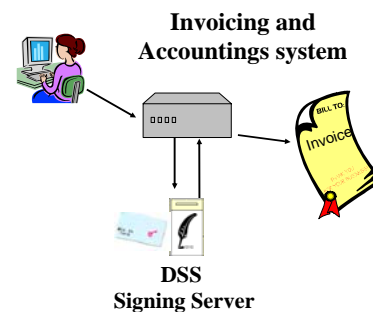 Invoicing and
Accountings system
BILL TO:
Invoice
DSS
Signing Server